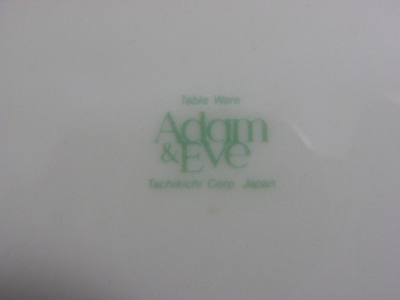 Table Ware
Adam
& Eve
Tachikichi Corp. Japan